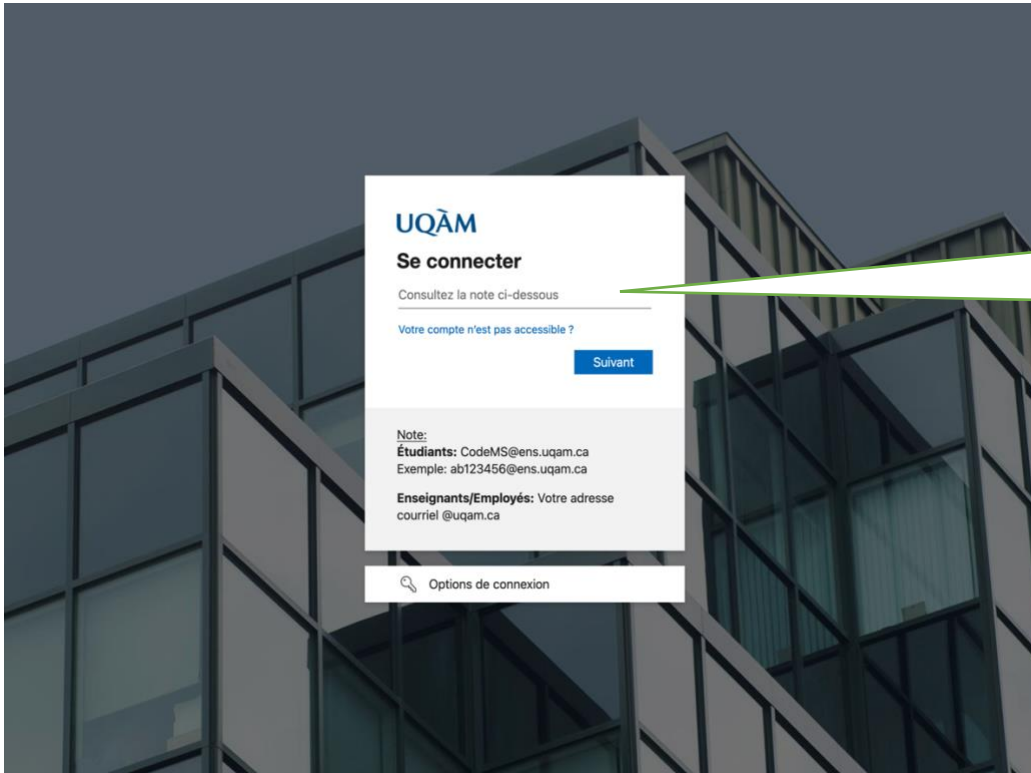 UQÀM
Se connecter
Consultez la note ci-dessous
Votre compte n'est pas accessible ?
Suivant
Note:
Étudiants: CodeMS@ens.uqam.ca
Exemple: ab123456@ens.uqam.ca
Enseignants/Employés: Votre adresse
courriel @uqam.ca
Options de connexion